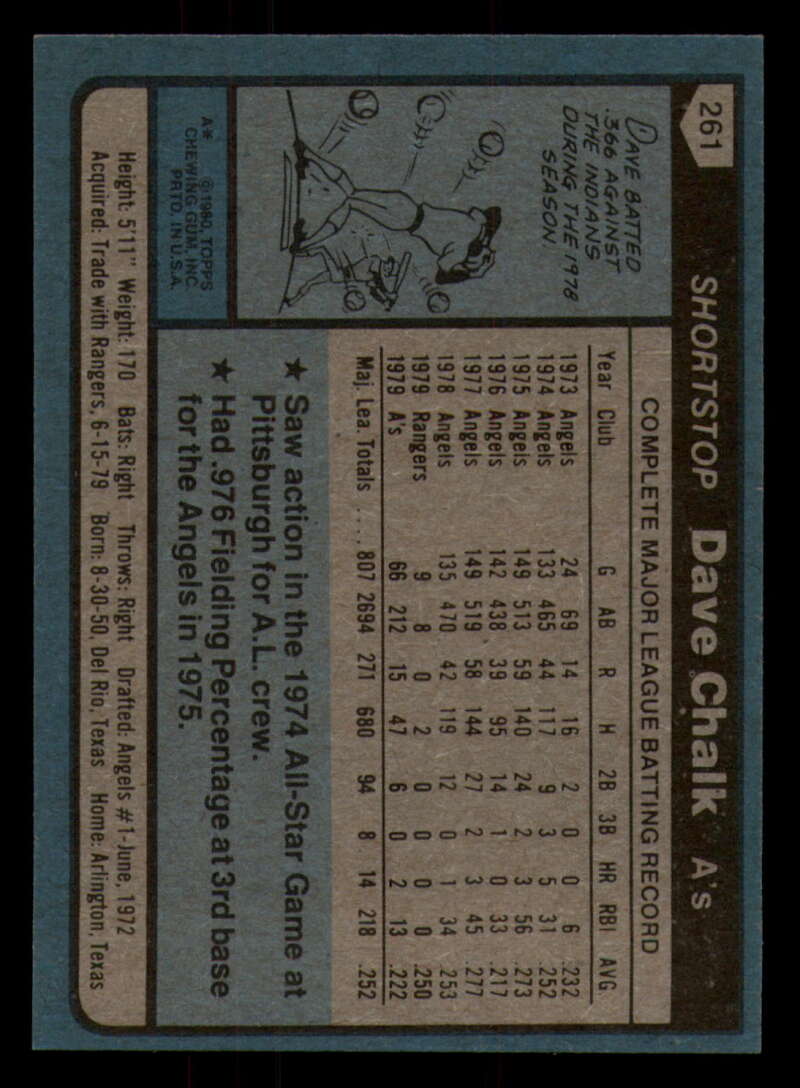 261
SHORTSTOP Dave Chalk A's
DAVE BATTED
.366 AGAINST
THE INDIANS
DURING THE 1978
SEASON
A* © 1980, TOPPS
CHEWING GUM, INC.
PRTD. IN U.S.A.
COMPLETE MAJOR LEAGUE BATTING RECORD
Year Club G AB R H 2B 3B HR RBI AVG
1973 Angels 24 69 14 16 2 0 0 6 .232
1974 Angels 133 465 44 117 9 3 5 31 .252
1975 Angels 149 513 59 140 24 2 3 56 .273
1976 Angels 142 438 39 95 14 1 0 33 .217
1977 Angels 149 519 58 144 27 2 3 45 .277
1978 Angels 135 470 42 119 12 0 1 34 .253
1979 Rangers 9 8 0 2 0 0 0 0 .250
1979 A's 66 212 15 47 6 0 2 13 .222
Maj. Lea. Totals .... 807 2694 271 680 94 8 14 218 .252
★ Saw action in the 1974 All-Star Game at
Pittsburgh for A.L. crew.
★ Had .976 Fielding Percentage at 3rd base
for the Angels in 1975.
Height: 5'11" Weight: 170 Bats: Right Throws: Right Drafted: Angels #1-June, 1972
Acquired: Trade with Rangers, 6-15-79 Born: 8-30-50, Del Rio, Texas Home: Arlington, Texas